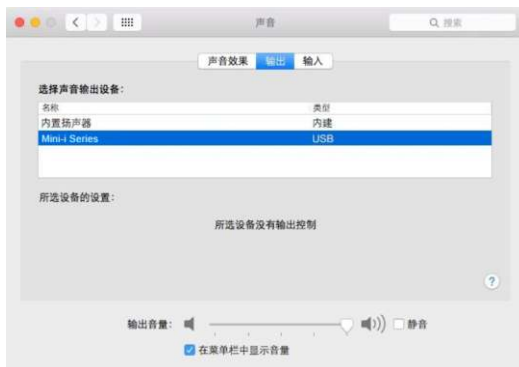 声音
搜索
声音效果 输出 输入
选择声音输出设备：
名称 类型
内置扬声器 内建
Mini-i Series USB
所选设备的设置：
所选设备没有输出控制
?
输出音量： 静音
在菜单栏中显示音量